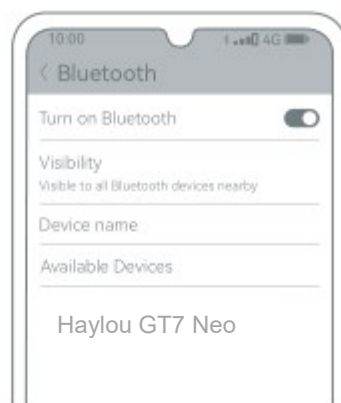 10:00 4G
< Bluetooth
Turn on Bluetooth
Visibility
Visible to all Bluetooth devices nearby
Device name
Available Devices
Haylou GT7 Neo